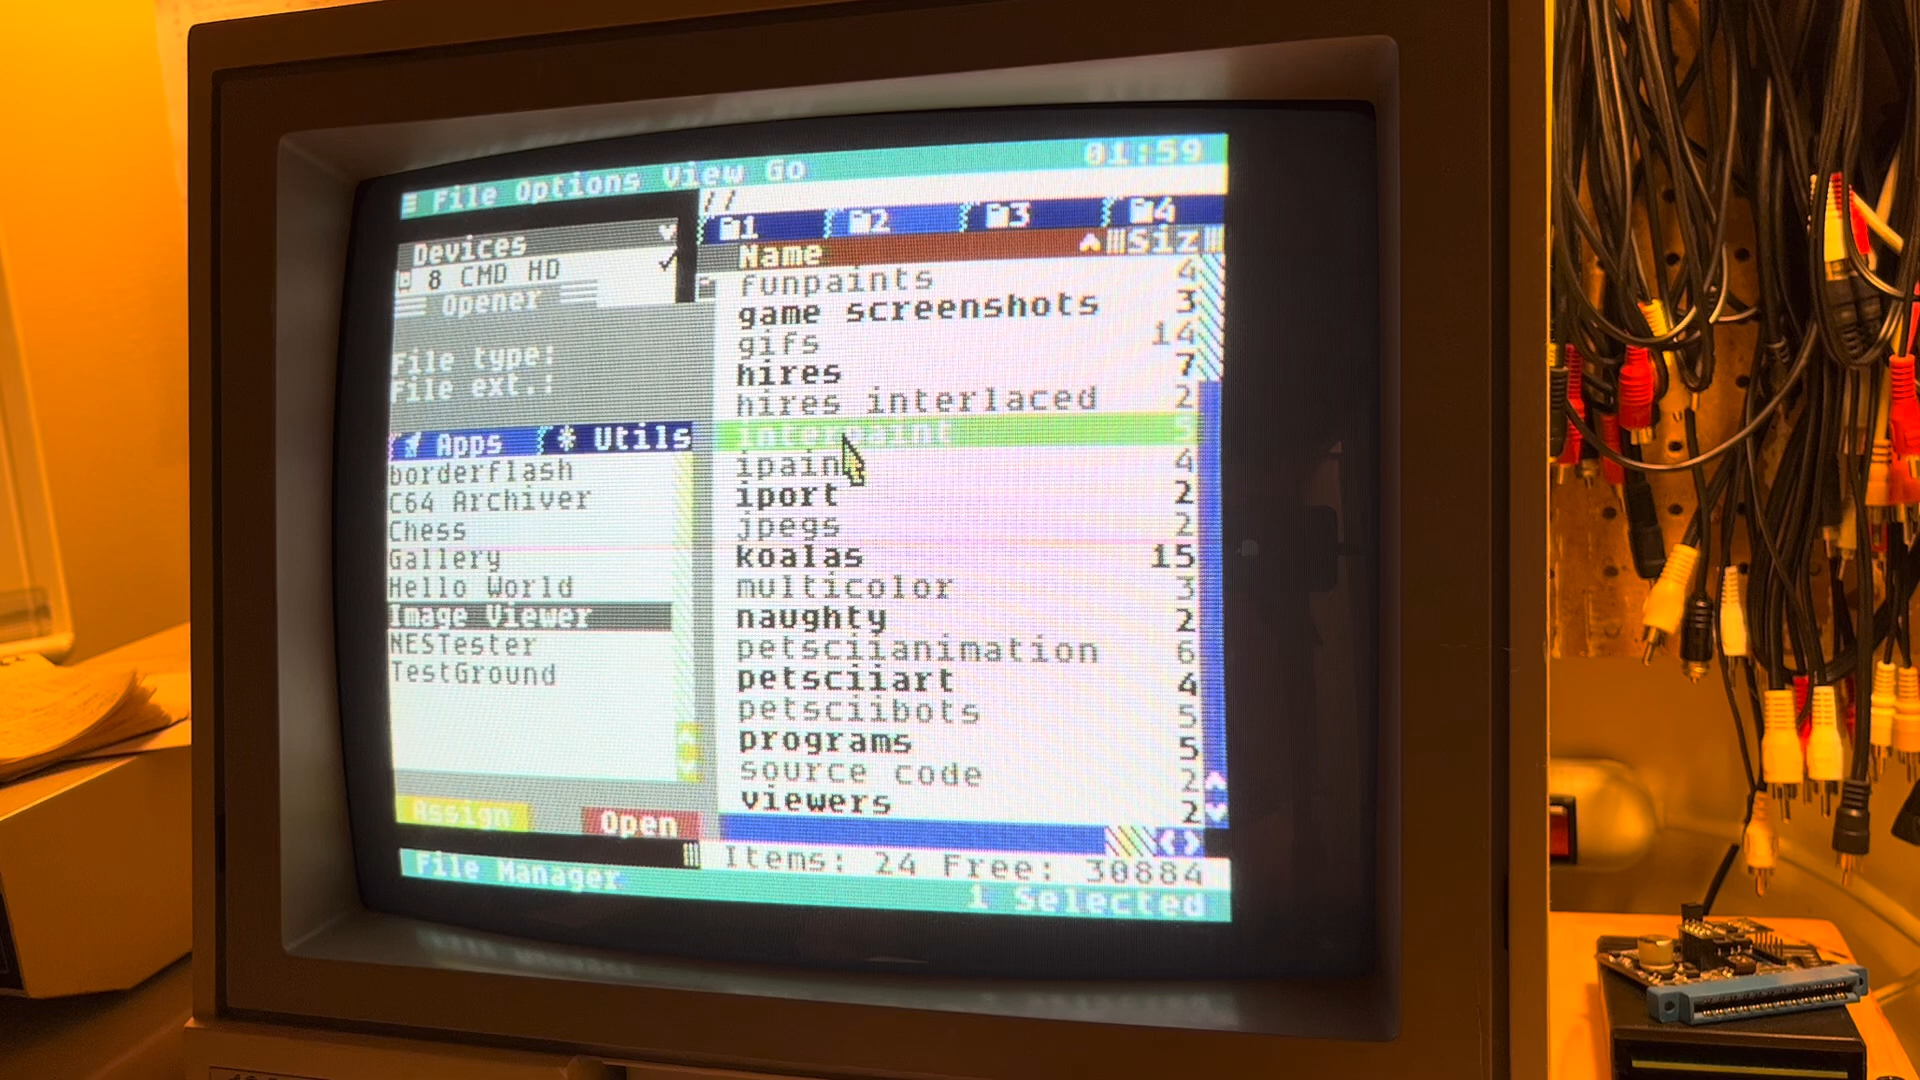 File Options View Go
01:59
Devices
8 CMD HD
Opener
File type:
File ext.:
Apps
Utils
borderflash
C64 Archiver
Chess
Gallery
Hello World
Image Viewer
NESTester
TestGround
Assign
Open
//
1 2 3 4
Name Siz
funpaints 4
game screenshots 3
gifs 14
hires 7
hires interlaced 2
interpaint 5
ipaint 4
iport 2
jpegs 2
koalas 15
multicolor 3
naughty 2
petsciianimation 6
petsciiart 4
petsciibots 5
programs 5
source code 2
viewers 2
Items: 24 Free: 30884
File Manager
1 Selected